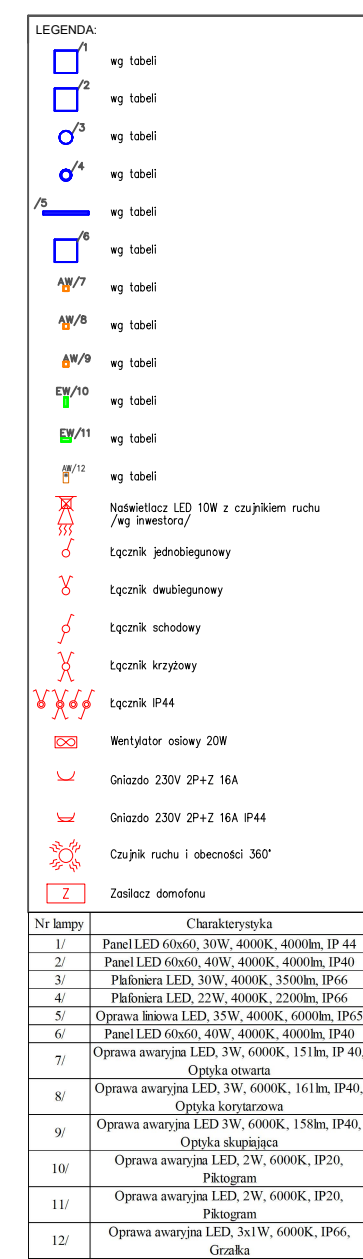 LEGENDA:
/1 wg tabeli
/2 wg tabeli
/3 wg tabeli
/4 wg tabeli
/5 wg tabeli
/6 wg tabeli
AW/7 wg tabeli
AW/8 wg tabeli
AW/9 wg tabeli
EW/10 wg tabeli
EW/11 wg tabeli
AW/12 wg tabeli
Naświetlacz LED 10W z czujnikiem ruchu
/wg inwestora/
Łącznik jednobiegunowy
Łącznik dwubiegunowy
Łącznik schodowy
Łącznik krzyżowy
Łącznik IP44
Wentylator osiowy 20W
Gniazdo 230V 2P+Z 16A
Gniazdo 230V 2P+Z 16A IP44
Czujnik ruchu i obecności 360°
Z Zasilacz domofonu
Nr lampy Charakterystyka
1/ Panel LED 60x60, 30W, 4000K, 4000lm, IP 44
2/ Panel LED 60x60, 40W, 4000K, 4000lm, IP40
3/ Plafoniera LED, 30W, 4000K, 3500lm, IP66
4/ Plafoniera LED, 22W, 4000K, 2200lm, IP66
5/ Oprawa liniowa LED, 35W, 4000K, 6000lm, IP65
6/ Panel LED 60x60, 40W, 4000K, 4000lm, IP40
7/ Oprawa awaryjna LED, 3W, 6000K, 151lm, IP 40,
Optyka otwarta
8/ Oprawa awaryjna LED, 3W, 6000K, 161lm, IP40,
Optyka korytarzowa
9/ Oprawa awaryjna LED 3W, 6000K, 158lm, IP40,
Optyka skupiająca
10/ Oprawa awaryjna LED, 2W, 6000K, IP20,
Piktogram
11/ Oprawa awaryjna LED, 2W, 6000K, IP20,
Piktogram
12/ Oprawa awaryjna LED, 3x1W, 6000K, IP66,
Grzałka